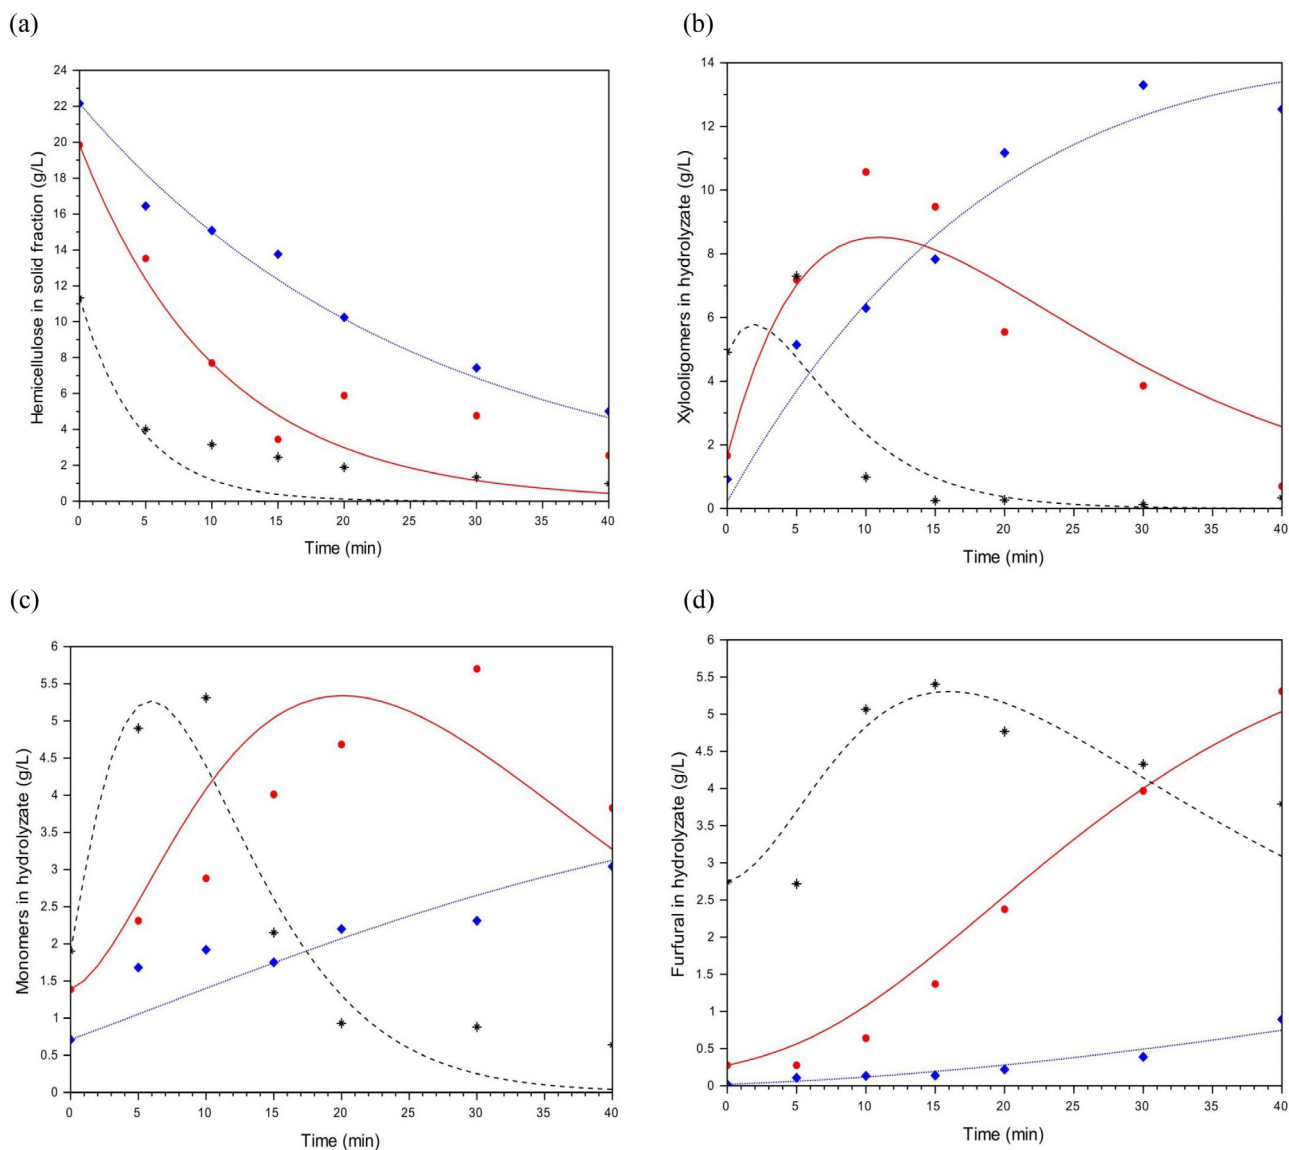 (a)
24
22
20
18
16
14
12
10
8
6
4
2
0
Hemicellulose in solid fraction (g/L)
0 5 10 15 20 25 30 35 40
Time (min)
(b)
14
12
10
8
6
4
2
0
Xylooligomers in hydrolyzate (g/L)
0 5 10 15 20 25 30 35 40
Time (min)
(c)
6
5.5
5
4.5
4
3.5
3
2.5
2
1.5
1
0.5
0
Monomers in hydrolyzate (g/L)
0 5 10 15 20 25 30 35 40
Time (min)
(d)
6
5.5
5
4.5
4
3.5
3
2.5
2
1.5
1
0.5
0
Furfural in hydrolyzate (g/L)
0 5 10 15 20 25 30 35 40
Time (min)